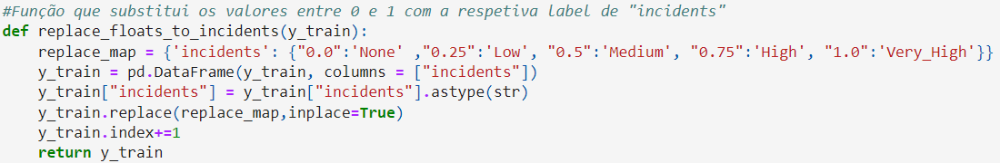 #Função que substitui os valores entre 0 e 1 com a respetiva label de "incidents"
def replace_floats_to_incidents(y_train):
    replace_map = {'incidents': {"0.0":'None' ,"0.25":'Low', "0.5":'Medium', "0.75":'High', "1.0":'Very_High'}}
    y_train = pd.DataFrame(y_train, columns = ["incidents"])
    y_train["incidents"] = y_train["incidents"].astype(str)
    y_train.replace(replace_map,inplace=True)
    y_train.index+=1
    return y_train